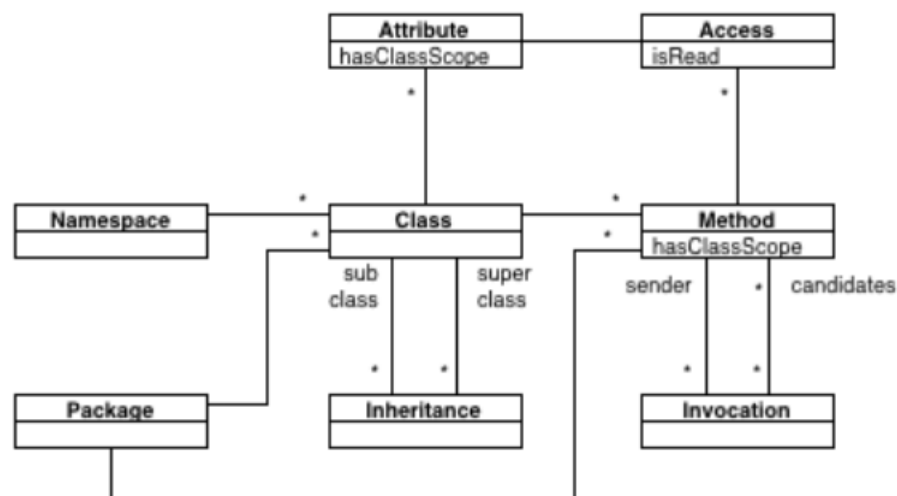 Attribute
hasClassScope
Access
isRead
*
*
Namespace
*
Class
*
Method
hasClassScope
*
*
sub
class
super
class
sender
*
candidates
*
*
*
*
Package
Inheritance
Invocation